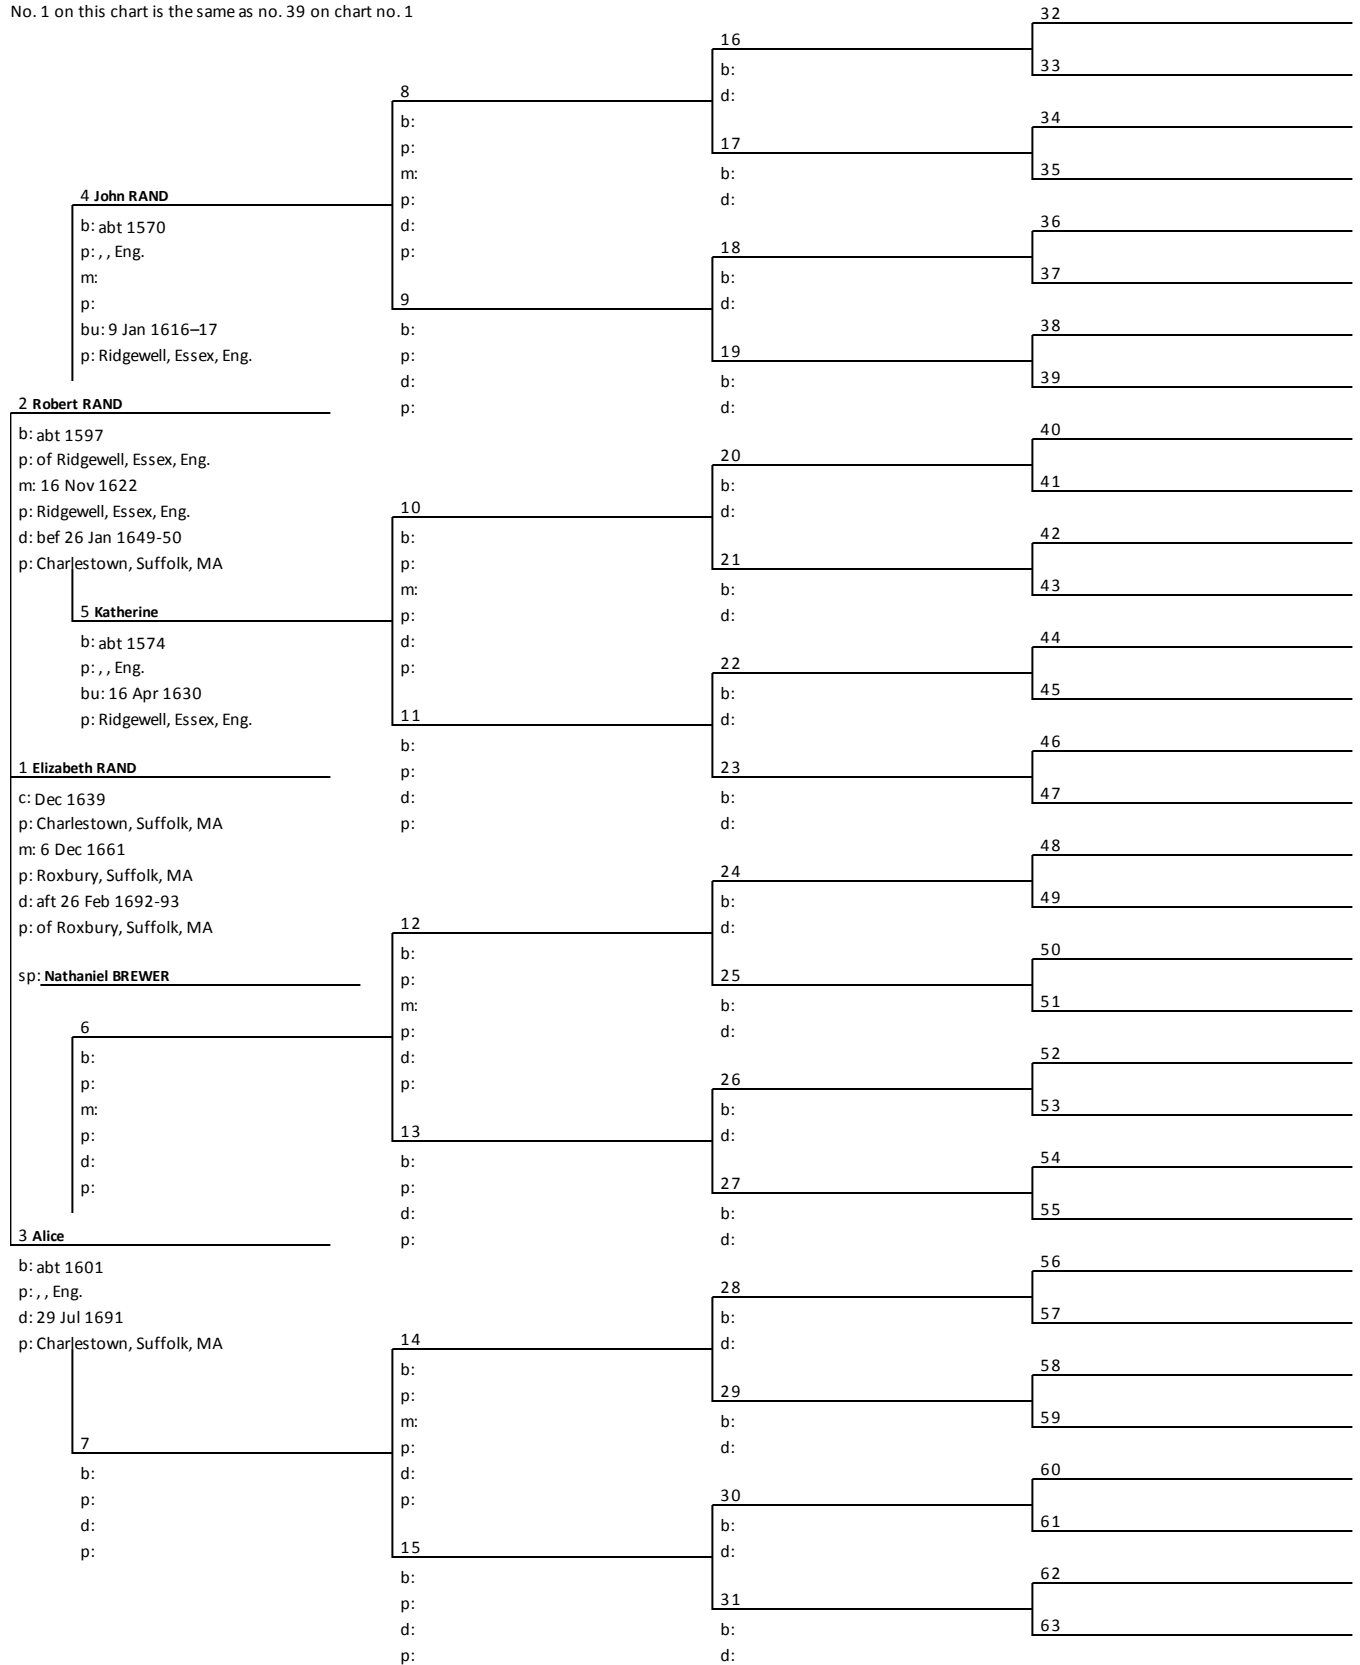 No. 1 on this chart is the same as no. 39 on chart no. 1
4 John RAND
b: abt 1570
p: , , Eng.
m:
p:
bu: 9 Jan 1616–17
p: Ridgewell, Essex, Eng.
2 Robert RAND
b: abt 1597
p: of Ridgewell, Essex, Eng.
m: 16 Nov 1622
p: Ridgewell, Essex, Eng.
d: bef 26 Jan 1649-50
p: Charlestown, Suffolk, MA
5 Katherine
b: abt 1574
p: , , Eng.
bu: 16 Apr 1630
p: Ridgewell, Essex, Eng.
1 Elizabeth RAND
c: Dec 1639
p: Charlestown, Suffolk, MA
m: 6 Dec 1661
p: Roxbury, Suffolk, MA
d: aft 26 Feb 1692-93
p: of Roxbury, Suffolk, MA
sp: Nathaniel BREWER
6
b:
p:
m:
p:
d:
p:
3 Alice
b: abt 1601
p: , , Eng.
d: 29 Jul 1691
p: Charlestown, Suffolk, MA
7
b:
p:
d:
p:
8
b:
p:
m:
p:
d:
p:
9
b:
p:
d:
p:
10
b:
p:
m:
p:
d:
p:
11
b:
p:
d:
p:
12
b:
p:
m:
p:
d:
p:
13
b:
p:
d:
p:
14
b:
p:
m:
p:
d:
p:
15
b:
p:
d:
p:
16
b:
d:
17
b:
d:
18
b:
d:
19
b:
d:
20
b:
d:
21
b:
d:
22
b:
d:
23
b:
d:
24
b:
d:
25
b:
d:
26
b:
d:
27
b:
d:
28
b:
d:
29
b:
d:
30
b:
d:
31
b:
d:
32
33
34
35
36
37
38
39
40
41
42
43
44
45
46
47
48
49
50
51
52
53
54
55
56
57
58
59
60
61
62
63